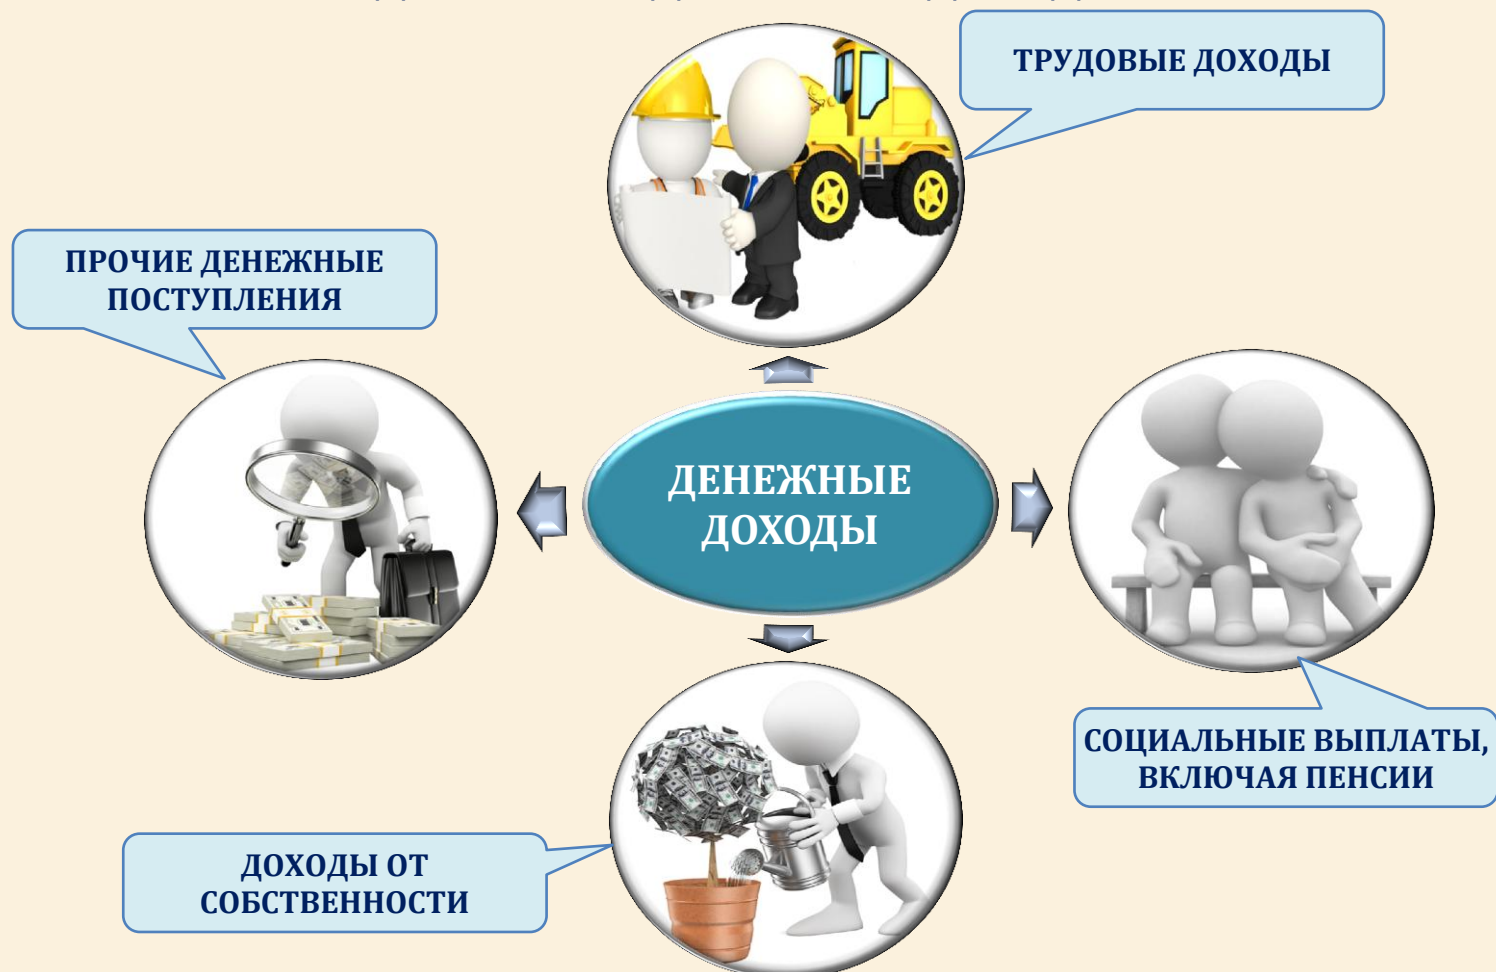 ТРУДОВЫЕ ДОХОДЫ
ПРОЧИЕ ДЕНЕЖНЫЕ
ПОСТУПЛЕНИЯ
ДЕНЕЖНЫЕ
ДОХОДЫ
СОЦИАЛЬНЫЕ ВЫПЛАТЫ,
ВКЛЮЧАЯ ПЕНСИИ
ДОХОДЫ ОТ
СОБСТВЕННОСТИ